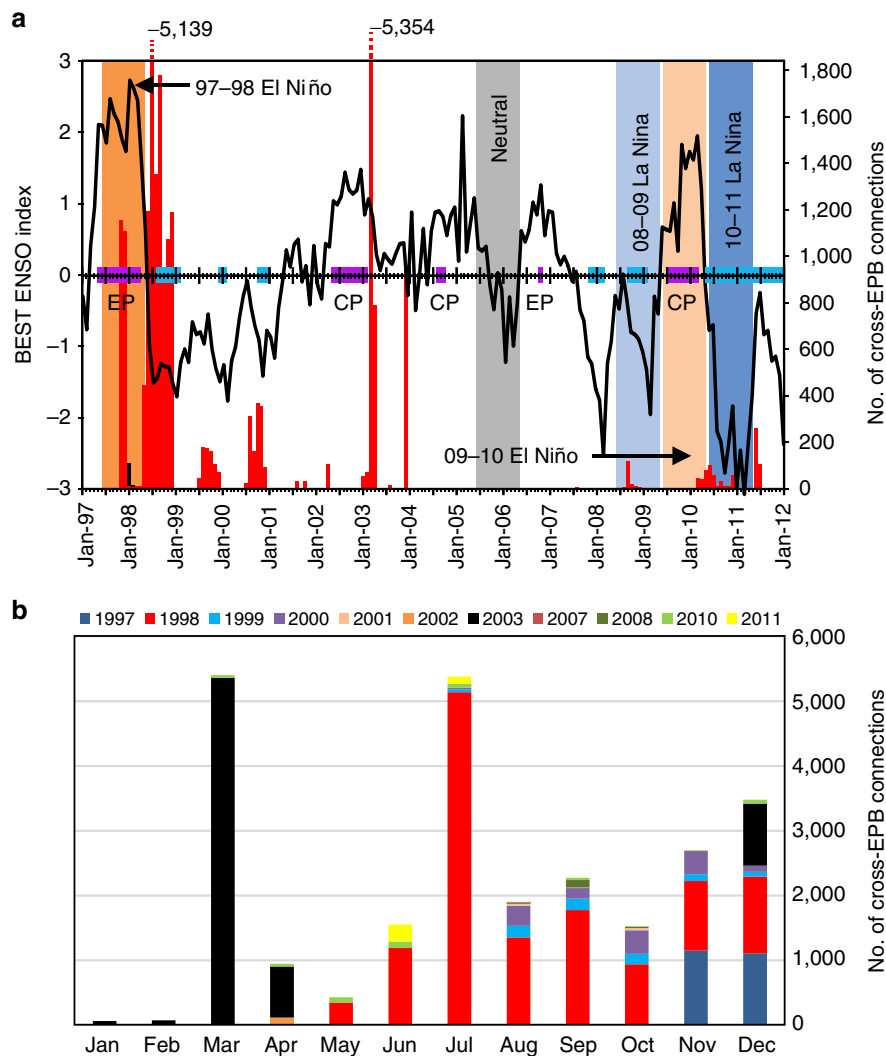 a
–5,139
–5,354
3
2
1
0
–1
–2
–3
BEST ENSO index
97–98 El Niño
Neutral
08–09 La Nina
10–11 La Nina
EP
CP
CP
EP
CP
09–10 El Niño
1,800
1,600
1,400
1,200
1,000
800
600
400
200
0
No. of cross-EPB connections
Jan-97
Jan-98
Jan-99
Jan-00
Jan-01
Jan-02
Jan-03
Jan-04
Jan-05
Jan-06
Jan-07
Jan-08
Jan-09
Jan-10
Jan-11
Jan-12
b
1997 1998 1999 2000 2001 2002 2003 2007 2008 2010 2011
6,000
5,000
4,000
3,000
2,000
1,000
0
No. of cross-EPB connections
Jan Feb Mar Apr May Jun Jul Aug Sep Oct Nov Dec